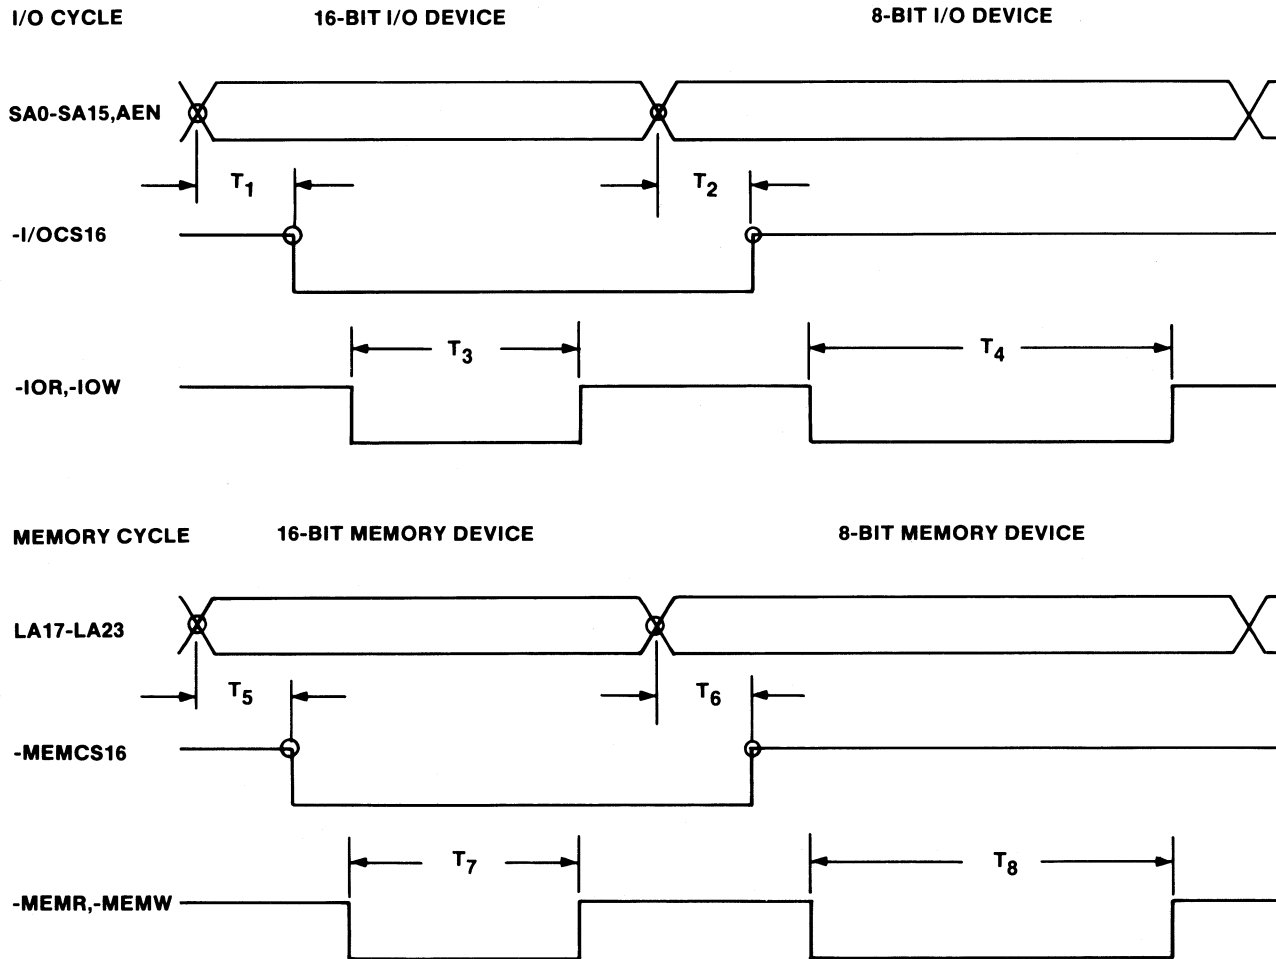 I/O CYCLE 16-BIT I/O DEVICE 8-BIT I/O DEVICE
SA0-SA15,AEN
T1 T2
-I/OCS16
T3 T4
-IOR,-IOW
MEMORY CYCLE 16-BIT MEMORY DEVICE 8-BIT MEMORY DEVICE
LA17-LA23
T5 T6
-MEMCS16
T7 T8
-MEMR,-MEMW